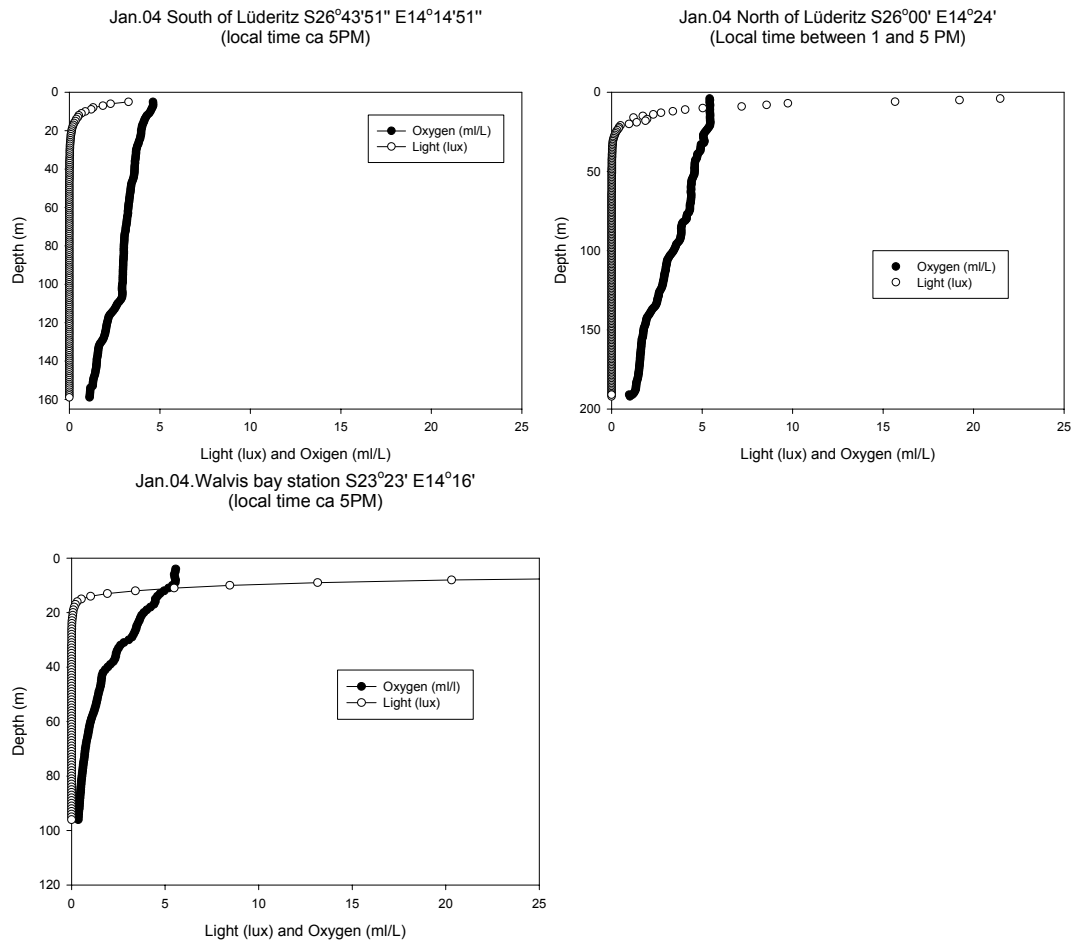 Jan.04 South of Lüderitz S26°43'51'' E14°14'51''
(local time ca 5PM)
0
20
40
60
80
100
120
140
160
Depth (m)
Oxygen (ml/L)
Light (lux)
0 5 10 15 20 25
Light (lux) and Oxigen (ml/L)
Jan.04 North of Lüderitz S26°00' E14°24'
(Local time between 1 and 5 PM)
0
50
100
150
200
Depth (m)
Oxygen (ml/L)
Light (lux)
0 5 10 15 20 25
Light (lux) and Oxygen (ml/L)
Jan.04.Walvis bay station S23°23' E14°16'
(local time ca 5PM)
0
20
40
60
80
100
120
Depth (m)
Oxygen (ml/l)
Light (lux)
0 5 10 15 20 25
Light (lux) and Oxygen (ml/L)